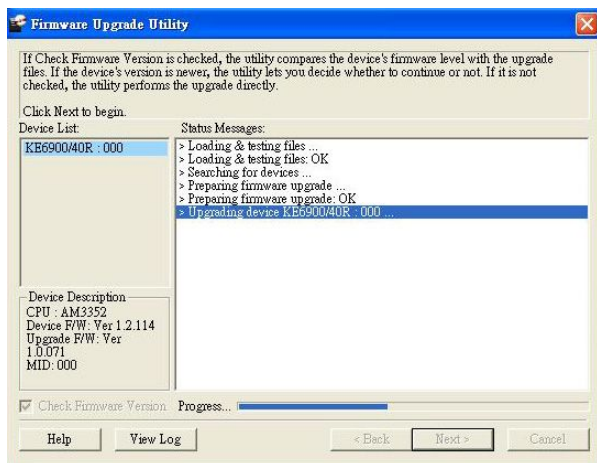 Firmware Upgrade Utility
If Check Firmware Version is checked, the utility compares the device's firmware level with the upgrade
files. If the device's version is newer, the utility lets you decide whether to continue or not. If it is not
checked, the utility performs the upgrade directly.
Click Next to begin.
Device List:
KE6900/40R : 000
Status Messages:
> Loading & testing files ...
> Loading & testing files: OK
> Searching for devices ...
> Preparing firmware upgrade ...
> Preparing firmware upgrade: OK
> Upgrading device KE6900/40R : 000 ...
Device Description
CPU : AM3352
Device F/W: Ver 1.2.114
Upgrade F/W: Ver
1.0.071
MID: 000
Check Firmware Version
Progress...
Help
View Log
< Back
Next >
Cancel